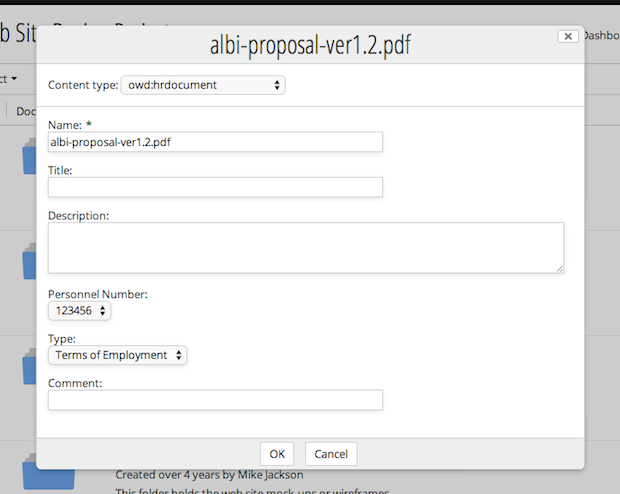 b Sit
albi-proposal-ver1.2.pdf
Dashbo
ct
Content type: owd:hrdocument
Doc
Name: *
albi-proposal-ver1.2.pdf
Title:
Description:
Personnel Number:
123456
Type:
Terms of Employment
Comment:
OK Cancel
Created over 4 years by Mike Jackson
This folder holds the web site mock-ups or wireframes